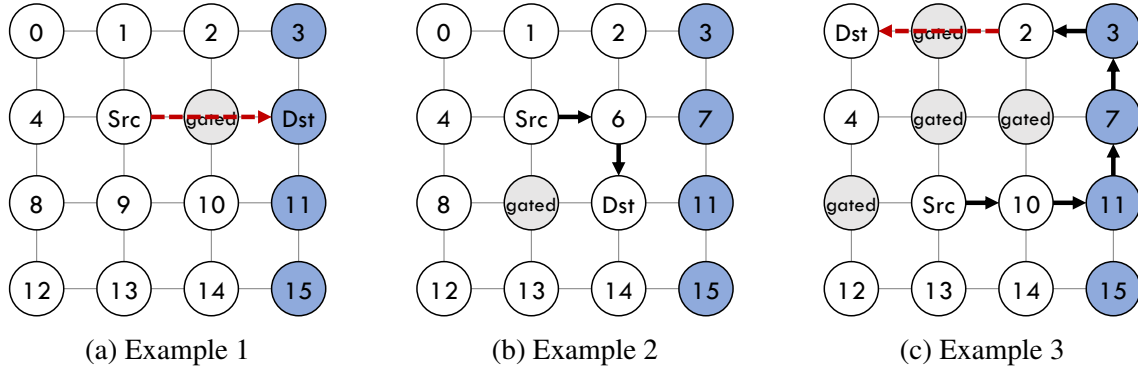 0 1 2 3
4 Src gated Dst
8 9 10 11
12 13 14 15
(a) Example 1
0 1 2 3
4 Src 6 7
8 gated Dst 11
12 13 14 15
(b) Example 2
Dst gated 2 3
4 gated gated 7
gated Src 10 11
12 13 14 15
(c) Example 3